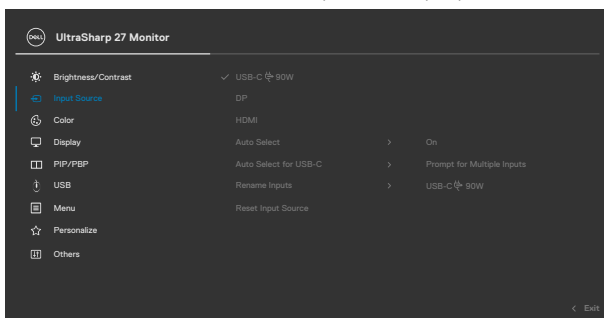 DELL UltraSharp 27 Monitor
Brightness/Contrast USB-C 90W
Input Source DP
Color HDMI
Display Auto Select > On
PIP/PBP Auto Select for USB-C > Prompt for Multiple Inputs
USB Rename Inputs > USB-C 90W
Menu Reset Input Source
Personalize
Others
< Exit